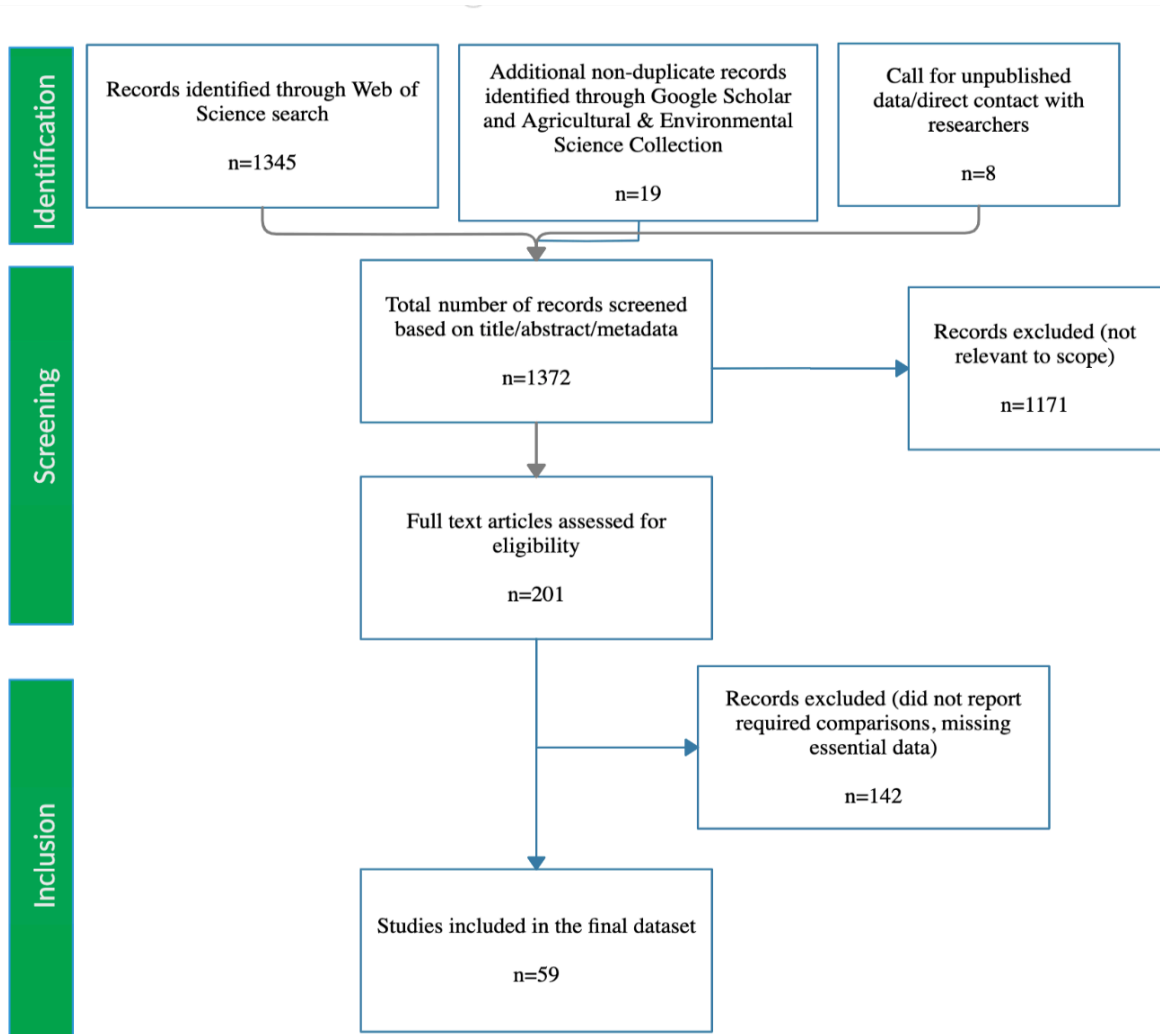 Identification
Records identified through Web of
Science search
n=1345
Additional non-duplicate records
identified through Google Scholar
and Agricultural & Environmental
Science Collection
n=19
Call for unpublished
data/direct contact with
researchers
n=8
Screening
Total number of records screened
based on title/abstract/metadata
n=1372
Records excluded (not
relevant to scope)
n=1171
Full text articles assessed for
eligibility
n=201
Inclusion
Records excluded (did not report
required comparisons, missing
essential data)
n=142
Studies included in the final dataset
n=59